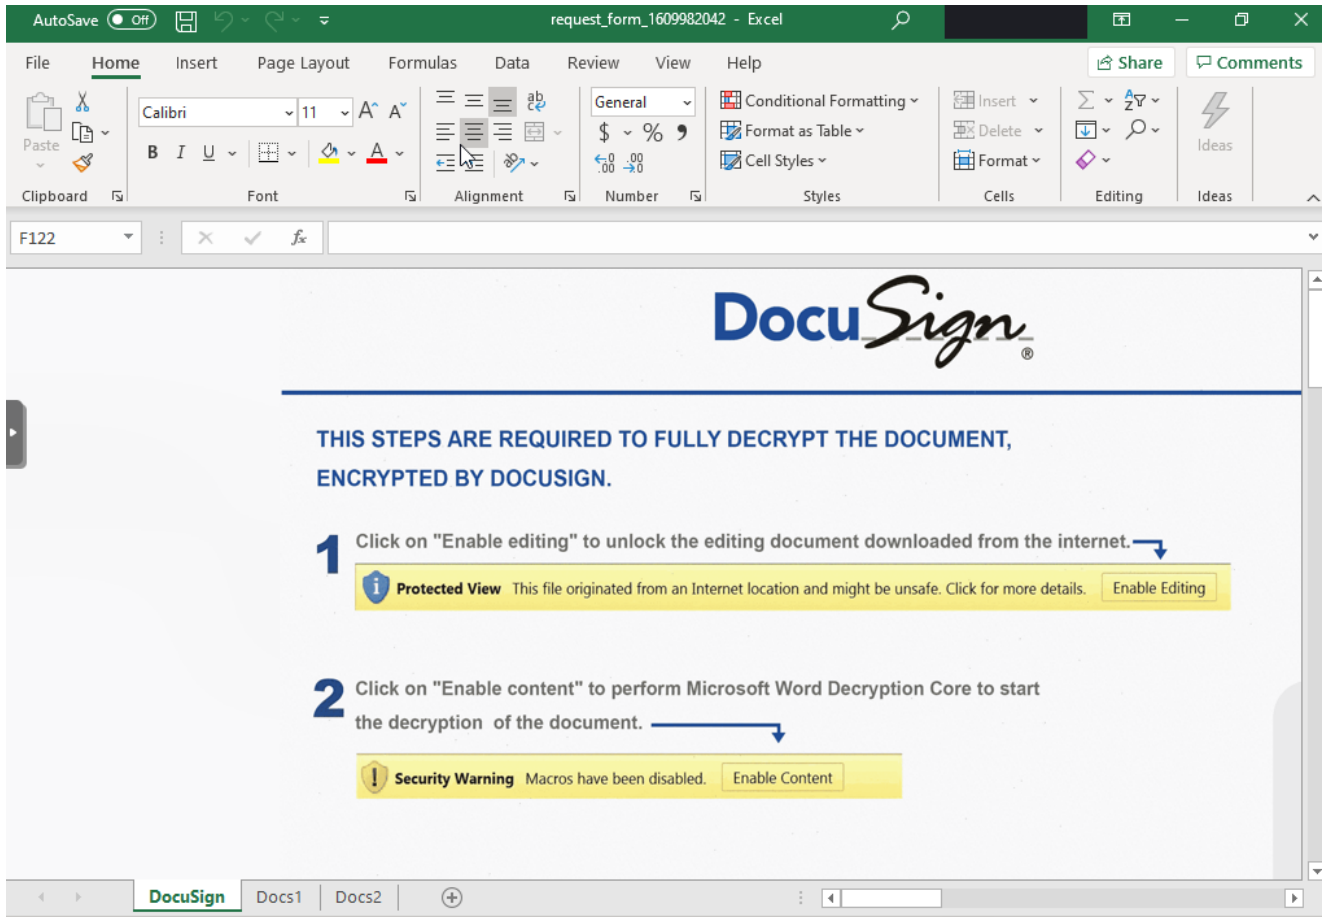 AutoSave Off request_form_1609982042 - Excel
File Home Insert Page Layout Formulas Data Review View Help Share Comments
Paste
Calibri 11
B I U A
ab
General
$ % 9
Conditional Formatting
Format as Table
Cell Styles
Insert
Delete
Format
Ideas
Clipboard Font Alignment Number Styles Cells Editing Ideas
F122 fx
DocuSign®
THIS STEPS ARE REQUIRED TO FULLY DECRYPT THE DOCUMENT,
ENCRYPTED BY DOCUSIGN.
1 Click on "Enable editing" to unlock the editing document downloaded from the internet.
Protected View This file originated from an Internet location and might be unsafe. Click for more details. Enable Editing
2 Click on "Enable content" to perform Microsoft Word Decryption Core to start
the decryption of the document.
Security Warning Macros have been disabled. Enable Content
DocuSign Docs1 Docs2